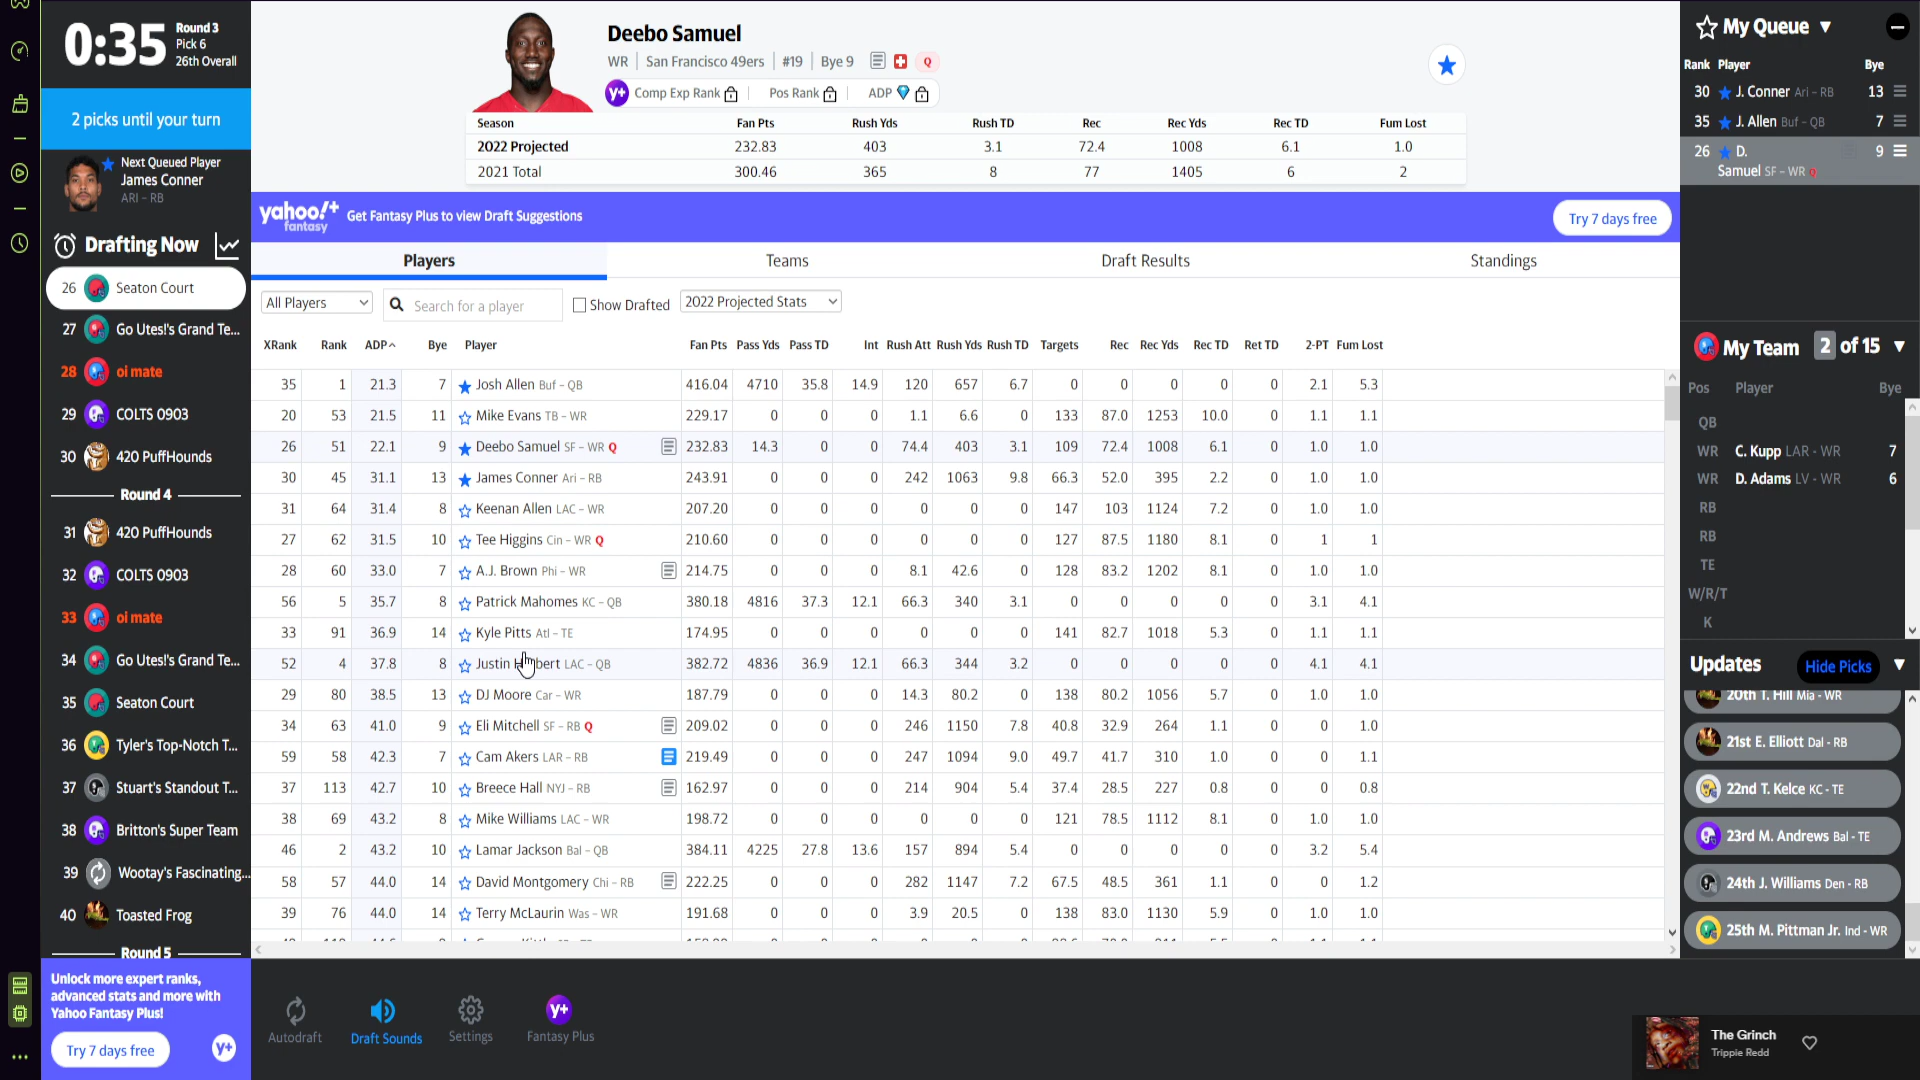 0:35
Round 3
Pick 6
26th Overall
2 picks until your turn
Next Queued Player
James Conner
ARI – RB
Drafting Now
26 Seaton Court
27 Go Utes!'s Grand Te...
28 oi mate
29 COLTS 0903
30 420 PuffHounds
Round 4
31 420 PuffHounds
32 COLTS 0903
33 oi mate
34 Go Utes!'s Grand Te...
35 Seaton Court
36 Tyler's Top-Notch T...
37 Stuart's Standout T...
38 Britton's Super Team
39 Wootay's Fascinating...
40 Toasted Frog
Round 5
Unlock more expert ranks,
advanced stats and more with
Yahoo Fantasy Plus!
Try 7 days free
y+
Deebo Samuel
WR San Francisco 49ers #19 Bye 9 Q
y+ Comp Exp Rank Pos Rank ADP
Season Fan Pts Rush Yds Rush TD Rec Rec Yds Rec TD Fum Lost
2022 Projected 232.83 403 3.1 72.4 1008 6.1 1.0
2021 Total 300.46 365 8 77 1405 6 2
yahoo!+
fantasy
Get Fantasy Plus to view Draft Suggestions
Try 7 days free
Players Teams Draft Results Standings
All Players Search for a player Show Drafted 2022 Projected Stats
XRank Rank ADP Bye Player Fan Pts Pass Yds Pass TD Int Rush Att Rush Yds Rush TD Targets Rec Rec Yds Rec TD Ret TD 2-PT Fum Lost
35 1 21.3 7 Josh Allen Buf – QB 416.04 4710 35.8 14.9 120 657 6.7 0 0 0 0 0 2.1 5.3
20 53 21.5 11 Mike Evans TB – WR 229.17 0 0 0 1.1 6.6 0 133 87.0 1253 10.0 0 1.1 1.1
26 51 22.1 9 Deebo Samuel SF – WR Q 232.83 14.3 0 0 74.4 403 3.1 109 72.4 1008 6.1 0 1.0 1.0
30 45 31.1 13 James Conner Ari – RB 243.91 0 0 0 242 1063 9.8 66.3 52.0 395 2.2 0 1.0 1.0
31 64 31.4 8 Keenan Allen LAC – WR 207.20 0 0 0 0 0 0 147 103 1124 7.2 0 1.0 1.0
27 62 31.5 10 Tee Higgins Cin – WR Q 210.60 0 0 0 0 0 0 127 87.5 1180 8.1 0 1 1
28 60 33.0 7 A.J. Brown Phi – WR 214.75 0 0 0 8.1 42.6 0 128 83.2 1202 8.1 0 1.0 1.0
56 5 35.7 8 Patrick Mahomes KC – QB 380.18 4816 37.3 12.1 66.3 340 3.1 0 0 0 0 0 3.1 4.1
33 91 36.9 14 Kyle Pitts Atl – TE 174.95 0 0 0 0 0 0 141 82.7 1018 5.3 0 1.1 1.1
52 4 37.8 8 Justin LAC – QB 382.72 4836 36.9 12.1 66.3 344 3.2 0 0 0 0 0 4.1 4.1
29 80 38.5 13 DJ Moore Car – WR 187.79 0 0 0 14.3 80.2 0 138 80.2 1056 5.7 0 1.0 1.0
34 63 41.0 9 Eli Mitchell SF – RB Q 209.02 0 0 0 246 1150 7.8 40.8 32.9 264 1.1 0 0 1.0
59 58 42.3 7 Cam Akers LAR – RB 219.49 0 0 0 247 1094 9.0 49.7 41.7 310 1.0 0 0 1.1
37 113 42.7 10 Breece Hall NYJ – RB 162.97 0 0 0 214 904 5.4 37.4 28.5 227 0.8 0 0 0.8
38 69 43.2 8 Mike Williams LAC – WR 198.72 0 0 0 0 0 0 121 78.5 1112 8.1 0 1.0 1.0
46 2 43.2 10 Lamar Jackson Bal – QB 384.11 4225 27.8 13.6 157 894 5.4 0 0 0 0 0 3.2 5.4
58 57 44.0 14 David Montgomery Chi – RB 222.25 0 0 0 282 1147 7.2 67.5 48.5 361 1.1 0 0 1.2
39 76 44.0 14 Terry McLaurin Was – WR 191.68 0 0 0 3.9 20.5 0 138 83.0 1130 5.9 0 1.0 1.0
Autodraft Draft Sounds Settings Fantasy Plus
My Queue
Rank Player Bye
30 J. Conner Ari – RB 13
35 J. Allen Buf – QB 7
26 D. 9
Samuel SF – WR Q
My Team 2 of 15
Pos Player Bye
QB
WR C. Kupp LAR - WR 7
WR D. Adams LV - WR 6
RB
RB
TE
W/R/T
K
Updates Hide Picks
20th T. Hill Mia - WR
21st E. Elliott Dal - RB
22nd T. Kelce KC - TE
23rd M. Andrews Bal - TE
24th J. Williams Den - RB
25th M. Pittman Jr. Ind - WR
The Grinch
Trippie Redd